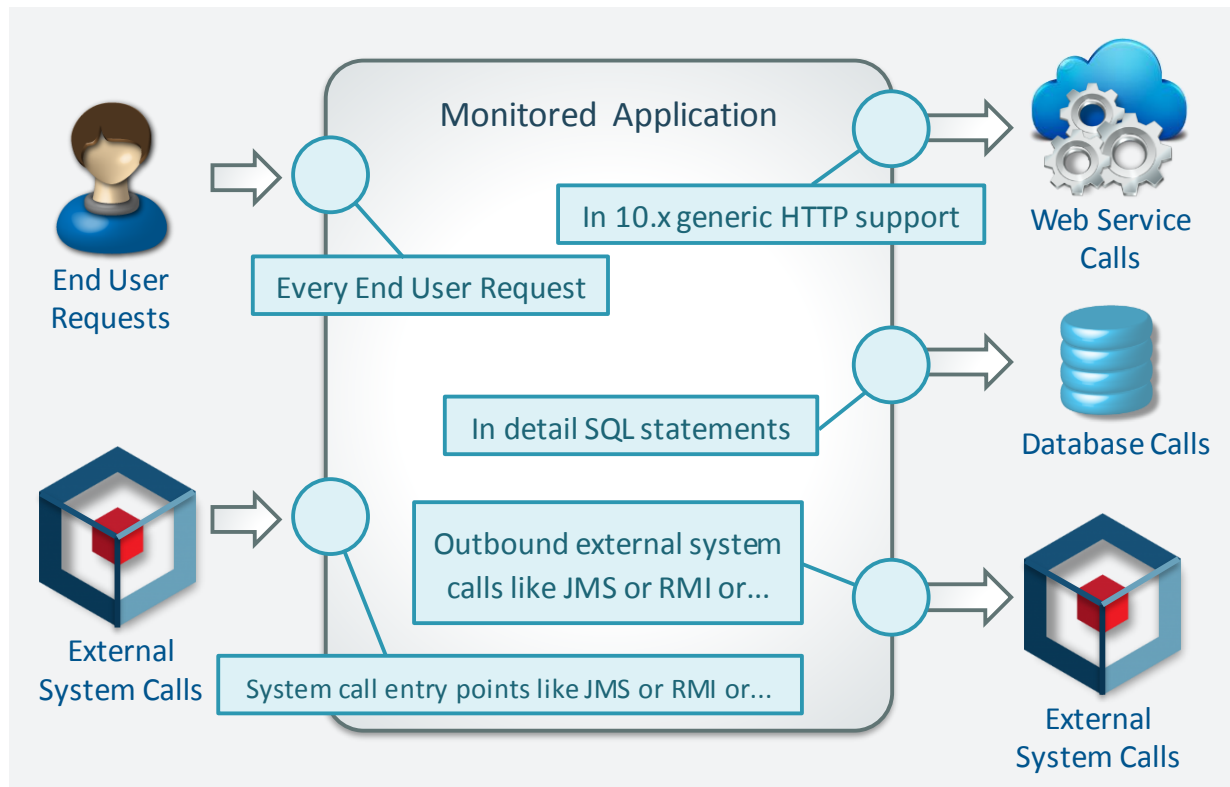 Monitored Application
In 10.x generic HTTP support
Web Service
Calls
End User
Requests
Every End User Request
In detail SQL statements
Database Calls
Outbound external system
calls like JMS or RMI or...
External
System Calls
System call entry points like JMS or RMI or...
External
System Calls